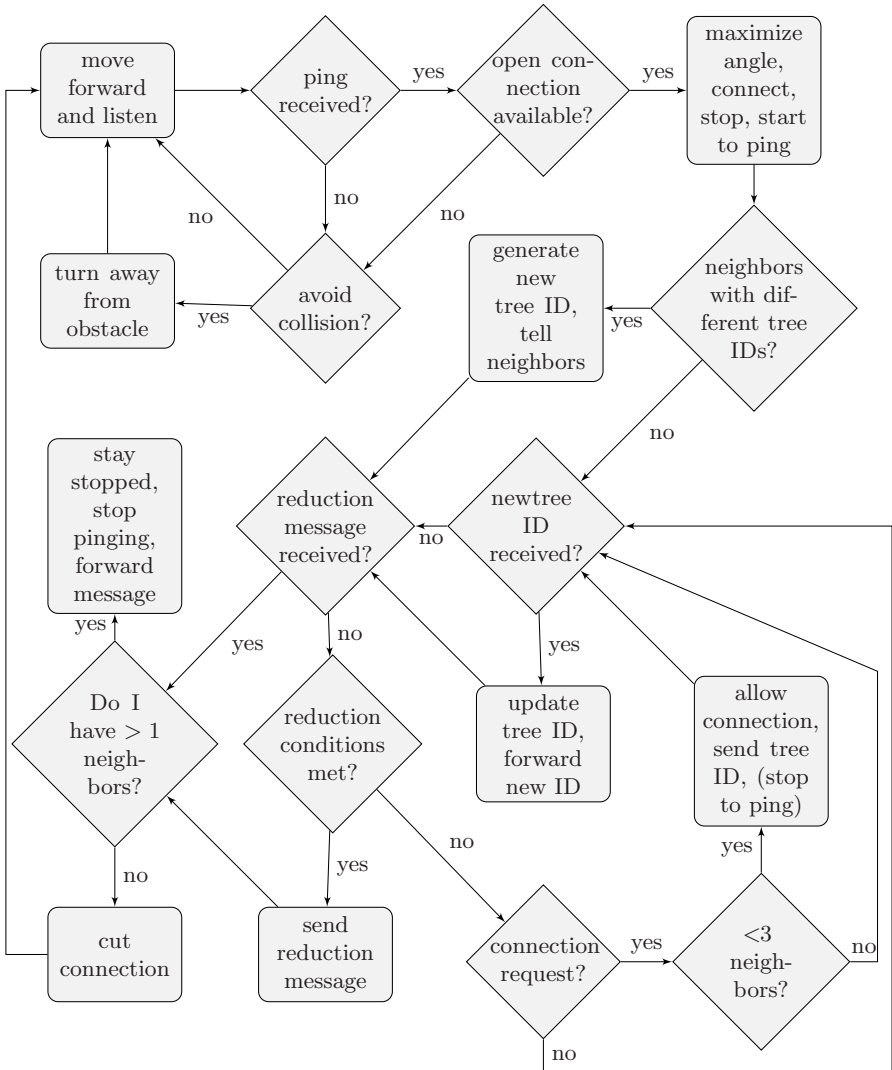 move
forward
and listen
ping
received?
yes
open con-
nection
available?
yes
maximize
angle,
connect,
stop, start
to ping
no
no
no
turn away
from
obstacle
yes
avoid
collision?
generate
new
tree ID,
tell
neighbors
yes
neighbors
with dif-
ferent tree
IDs?
no
stay
stopped,
stop
pinging,
forward
message
reduction
message
received?
no
newtree
ID
received?
yes
yes
no
yes
Do I
have > 1
neigh-
bors?
reduction
conditions
met?
update
tree ID,
forward
new ID
allow
connection,
send tree
ID, (stop
to ping)
no
yes
no
yes
cut
connection
send
reduction
message
connection
request?
yes
<3
neigh-
bors?
no
no